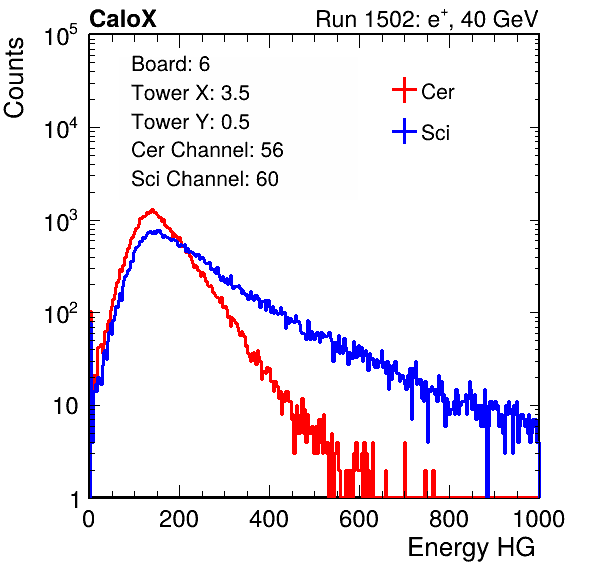 CaloX Run 1502: e⁺, 40 GeV
Counts
Board: 6
Tower X: 3.5
Tower Y: 0.5
Cer Channel: 56
Sci Channel: 60
Cer
Sci
10⁵
10⁴
10³
10²
10
1
0 200 400 600 800 1000
Energy HG